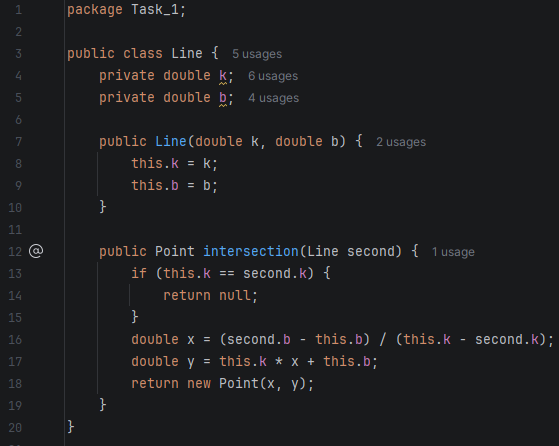 1 package Task_1;
2
3 public class Line { 5 usages
4 private double k; 6 usages
5 private double b; 4 usages
6
7 public Line(double k, double b) { 2 usages
8 this.k = k;
9 this.b = b;
10 }
11
12 @ public Point intersection(Line second) { 1 usage
13 if (this.k == second.k) {
14 return null;
15 }
16 double x = (second.b - this.b) / (this.k - second.k);
17 double y = this.k * x + this.b;
18 return new Point(x, y);
19 }
20 }